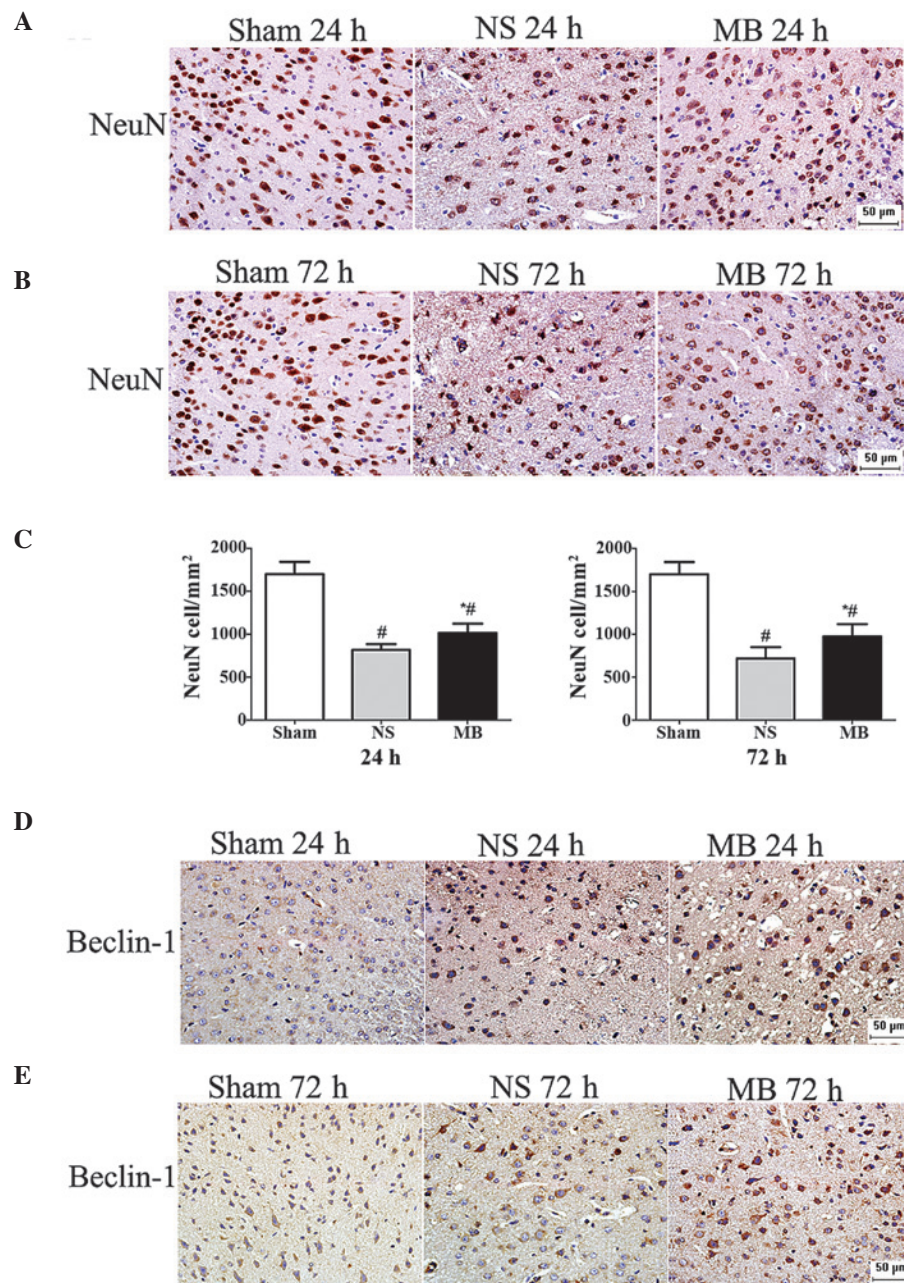 A
Sham 24 h NS 24 h MB 24 h
NeuN
50 µm
B
Sham 72 h NS 72 h MB 72 h
NeuN
50 µm
C
NeuN cell/mm²
2000
1500
1000
500
0
#
*#
Sham NS MB
24 h
NeuN cell/mm²
2000
1500
1000
500
0
#
*#
Sham NS MB
72 h
D
Sham 24 h NS 24 h MB 24 h
Beclin-1
50 µm
E
Sham 72 h NS 72 h MB 72 h
Beclin-1
50 µm